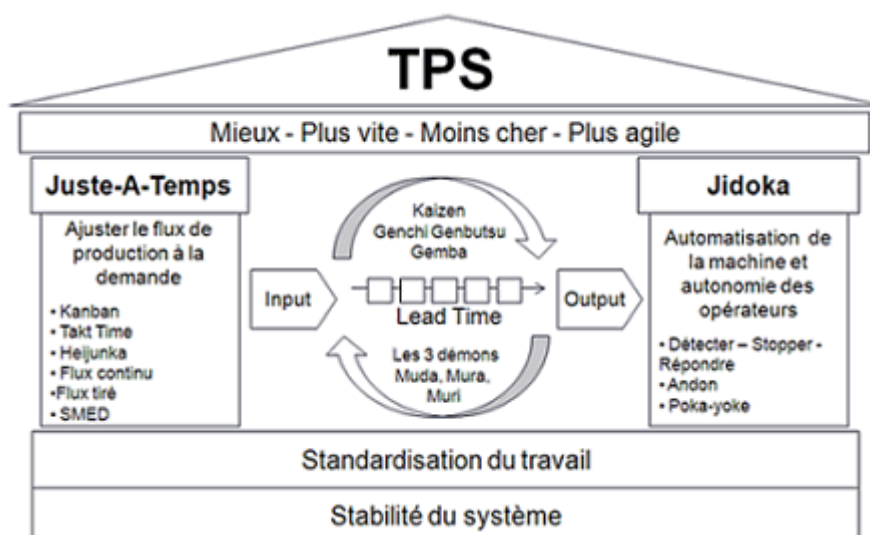 TPS
Mieux - Plus vite - Moins cher - Plus agile
Juste-A-Temps
Ajuster le flux de
production à la
demande
• Kanban
• Takt Time
• Heijunka
• Flux continu
•Flux tiré
• SMED
Input
Kaizen
Genchi Genbutsu
Gemba
Lead Time
Les 3 démons
Muda, Mura,
Muri
Output
Jidoka
Automatisation de
la machine et
autonomie des
opérateurs
• Détecter – Stopper -
Répondre
• Andon
• Poka-yoke
Standardisation du travail
Stabilité du système